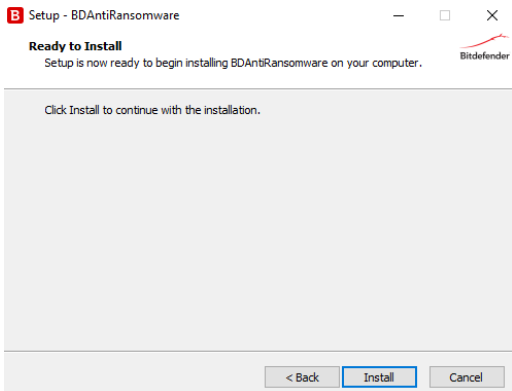 B Setup - BDAntiRansomware
Ready to Install
Setup is now ready to begin installing BDAntiRansomware on your computer.
Bitdefender
Click Install to continue with the installation.
< Back Install Cancel